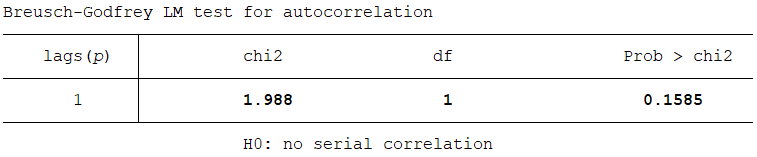 Breusch-Godfrey LM test for autocorrelation
lags(p) chi2 df Prob > chi2
1 1.988 1 0.1585
H0: no serial correlation